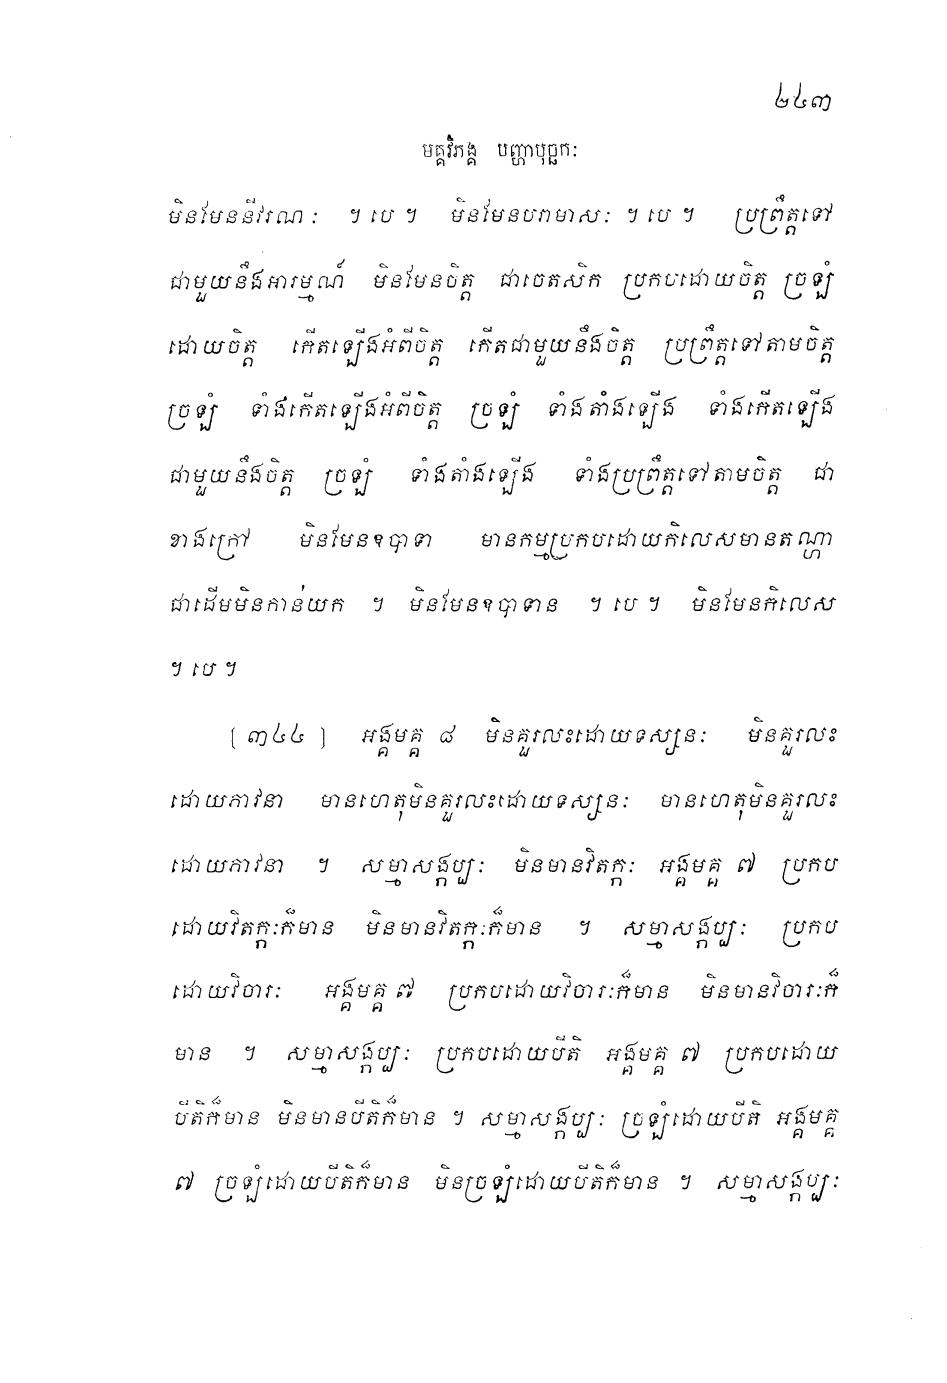 ២៤៣
មគ្គវិភង្គ បញ្ហាបុច្ឆកៈ
មិនមែននីវរណៈ ។ បេ ។ មិនមែនបរាមាសៈ ។ បេ ។ ប្រព្រឹត្តទៅ
ជាមួយនឹងអារម្មណ៍ មិនមែនចិត្ត ជាចេតសិក ប្រកបដោយចិត្ត ច្រឡំ
ដោយចិត្ត កើតឡើងអំពីចិត្ត កើតជាមួយនឹងចិត្ត ប្រព្រឹត្តទៅតាមចិត្ត
ច្រឡំ ទាំងកើតឡើងអំពីចិត្ត ច្រឡំ ទាំងតាំងឡើង ទាំងកើតឡើង
ជាមួយនឹងចិត្ត ច្រឡំ ទាំងតាំងឡើង ទាំងប្រព្រឹត្តទៅតាមចិត្ត ជា
ខាងក្រៅ មិនមែនឧបាទា មានកម្មប្រកបដោយកិលេសមានតណ្ហា
ជាដើមមិនកាន់យក ។ មិនមែនឧបាទាន ។ បេ ។ មិនមែនកិលេស
។ បេ ។
[ ៣៤៤ ] អង្គមគ្គ ៨ មិនគួរលះដោយទស្សនៈ មិនគួរលះ
ដោយភាវនា មានហេតុមិនគួរលះដោយទស្សនៈ មានហេតុមិនគួរលះ
ដោយភាវនា ។ សម្មាសង្កប្បៈ មិនមានវិតក្កៈ អង្គមគ្គ ៧ ប្រកប
ដោយវិតក្កៈក៏មាន មិនមានវិតក្កៈក៏មាន ។ សម្មាសង្កប្បៈ ប្រកប
ដោយវិចារៈ អង្គមគ្គ ៧ ប្រកបដោយវិចារៈក៏មាន មិនមានវិចារៈក៏
មាន ។ សម្មាសង្កប្បៈ ប្រកបដោយបីតិ អង្គមគ្គ ៧ ប្រកបដោយ
បីតិក៏មាន មិនមានបីតិក៏មាន ។ សម្មាសង្កប្បៈ ច្រឡំដោយបីតិ អង្គមគ្គ
៧ ច្រឡំដោយបីតិក៏មាន មិនច្រឡំដោយបីតិក៏មាន ។ សម្មាសង្កប្បៈ